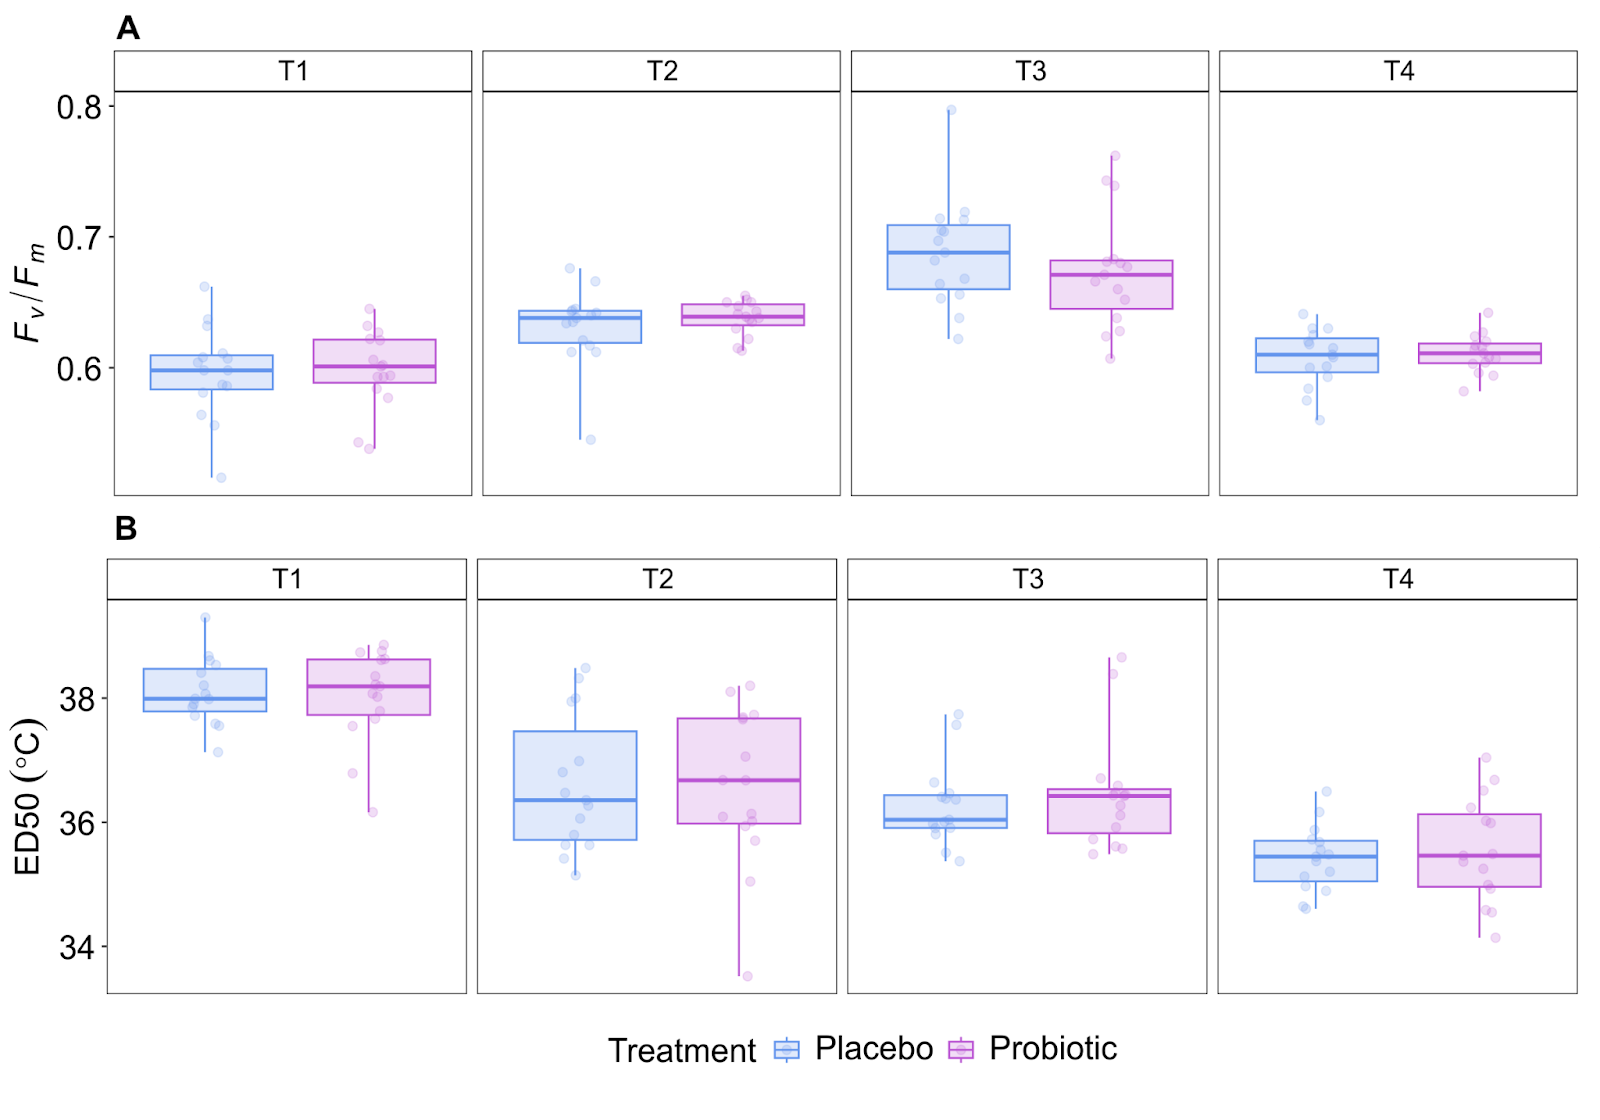 A
T1 T2 T3 T4
0.8
0.7
0.6
Fv/Fm
B
T1 T2 T3 T4
38
36
34
ED50 (°C)
Treatment Placebo Probiotic